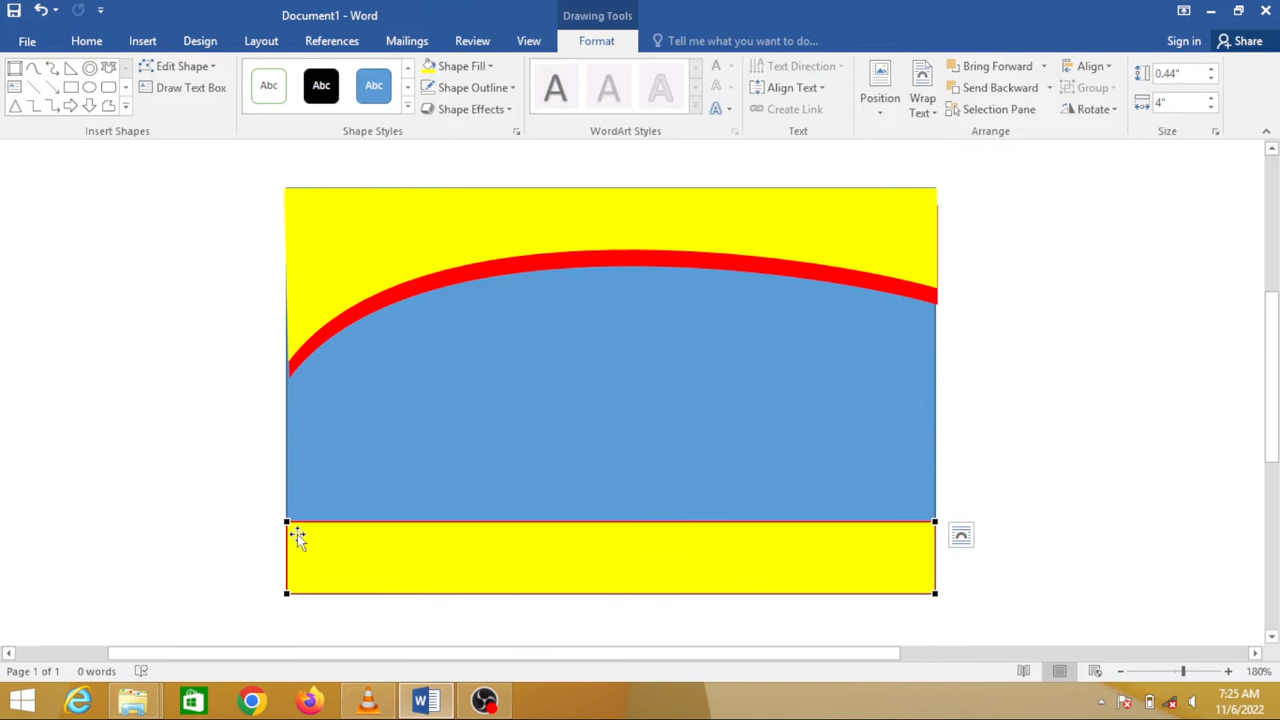 Document1 - Word
Drawing Tools
File Home Insert Design Layout References Mailings Review View Format Tell me what you want to do... Sign in Share
Edit Shape
Draw Text Box
Insert Shapes
Abc Abc Abc
Shape Fill
Shape Outline
Shape Effects
Shape Styles
A A A
A
A
A
WordArt Styles
Text Direction
Align Text
Create Link
Text
Position
Wrap
Text
Bring Forward
Send Backward
Selection Pane
Align
Group
Rotate
Arrange
0.44"
4"
Size
Page 1 of 1 0 words
180%
7:25 AM
11/6/2022